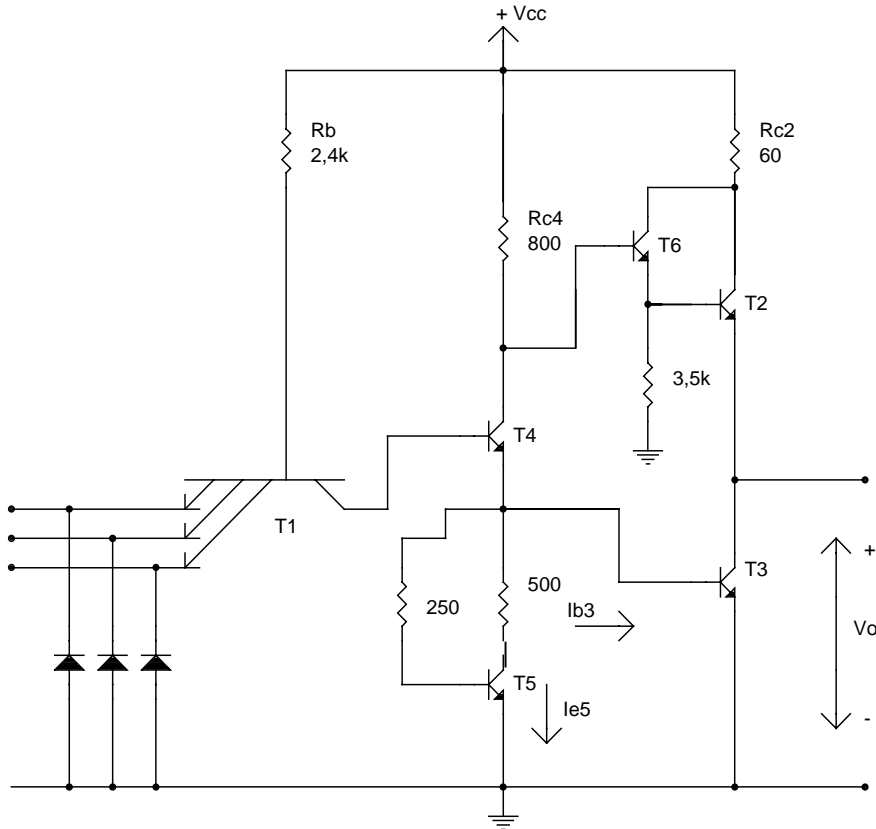 + Vcc
Rb
2,4k
Rc2
60
Rc4
800
T6
T2
3,5k
T4
T1
T3
500
250
Ib3
+
Vo
T5
Ie5
-